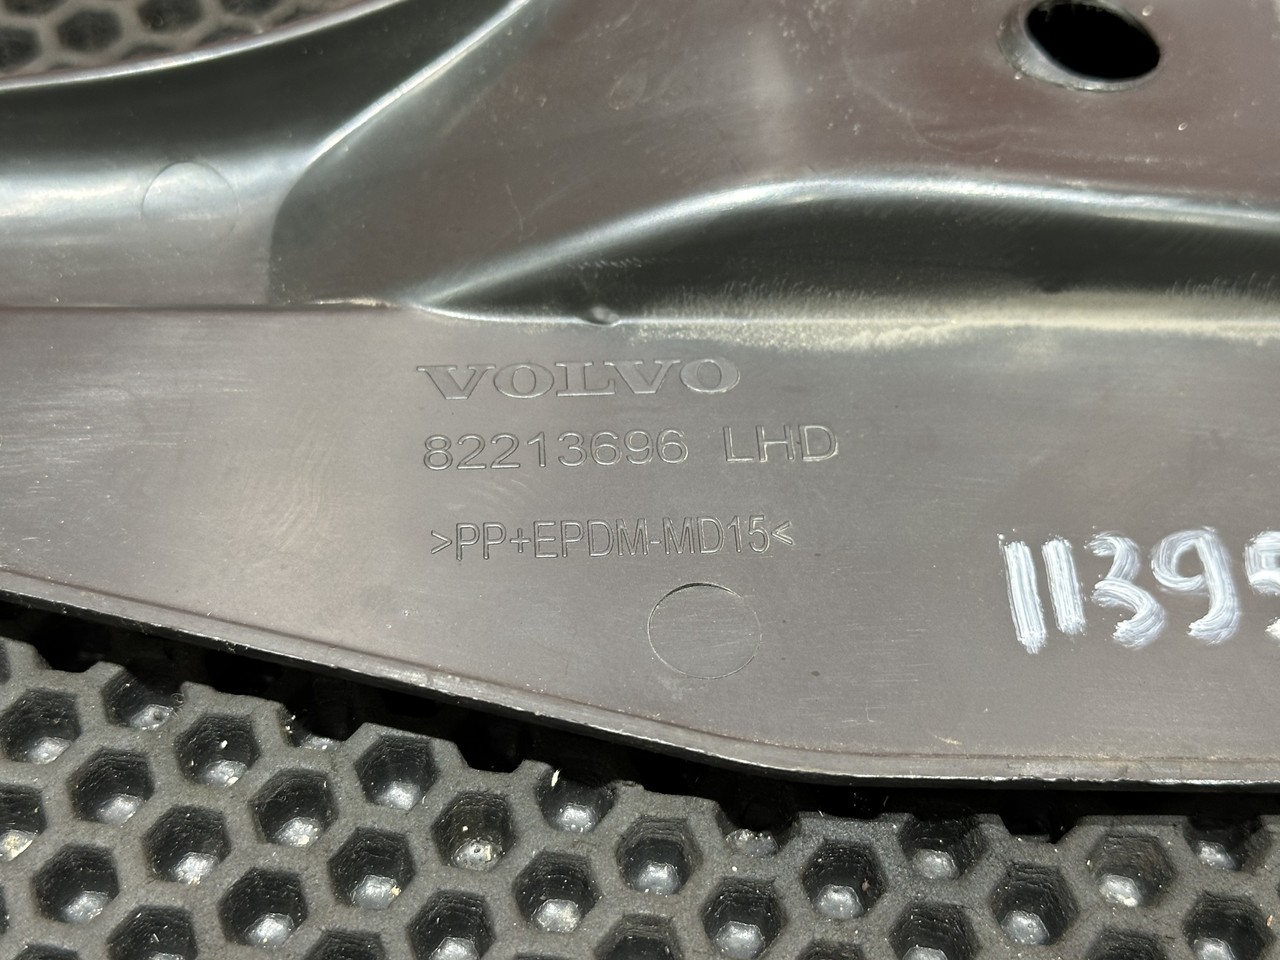 VOLVO
82213696 LHD
>PP+EPDM-MD15<
1139